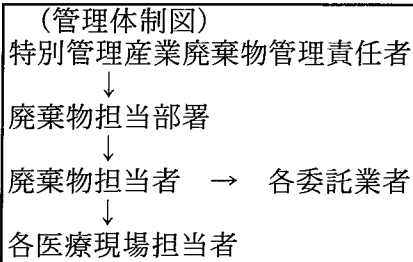 (管理体制図)
特別管理産業廃棄物管理責任者
↓
廃棄物担当部署
↓
廃棄物担当者 → 各委託業者
↓
各医療現場担当者